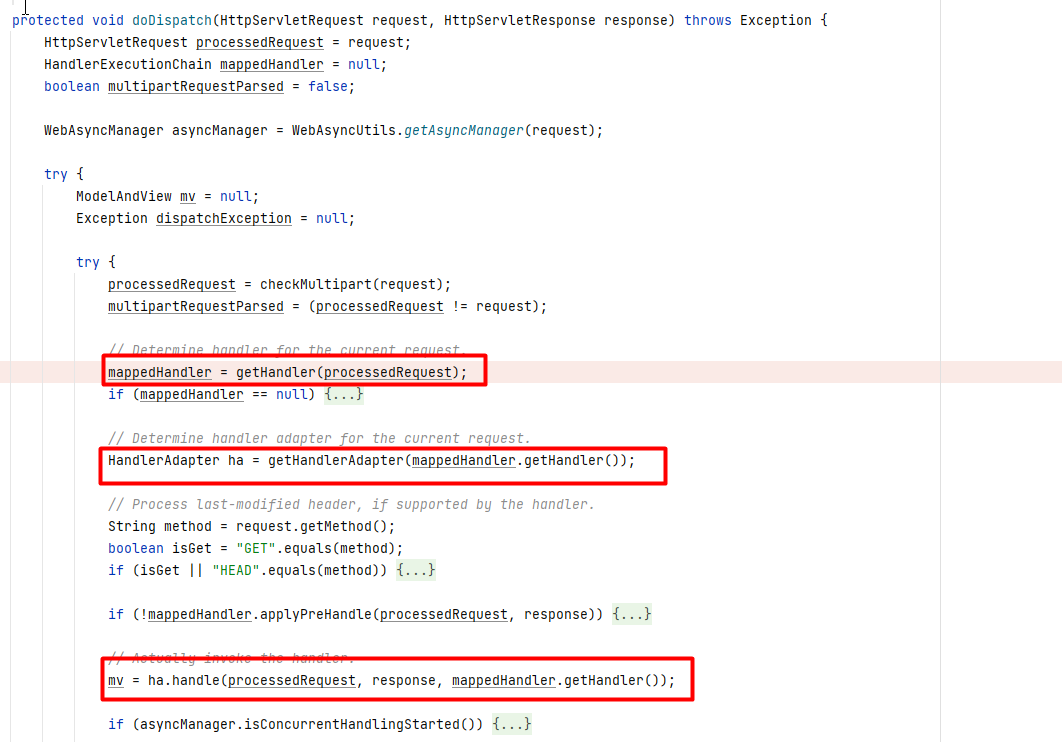 protected void doDispatch(HttpServletRequest request, HttpServletResponse response) throws Exception {
HttpServletRequest processedRequest = request;
HandlerExecutionChain mappedHandler = null;
boolean multipartRequestParsed = false;
WebAsyncManager asyncManager = WebAsyncUtils.getAsyncManager(request);
try {
ModelAndView mv = null;
Exception dispatchException = null;
try {
processedRequest = checkMultipart(request);
multipartRequestParsed = (processedRequest != request);
// Determine handler for the current request.
mappedHandler = getHandler(processedRequest);
if (mappedHandler == null) {...}
// Determine handler adapter for the current request.
HandlerAdapter ha = getHandlerAdapter(mappedHandler.getHandler());
// Process last-modified header, if supported by the handler.
String method = request.getMethod();
boolean isGet = "GET".equals(method);
if (isGet || "HEAD".equals(method)) {...}
if (!mappedHandler.applyPreHandle(processedRequest, response)) {...}
// Actually invoke the handler.
mv = ha.handle(processedRequest, response, mappedHandler.getHandler());
if (asyncManager.isConcurrentHandlingStarted()) {...}